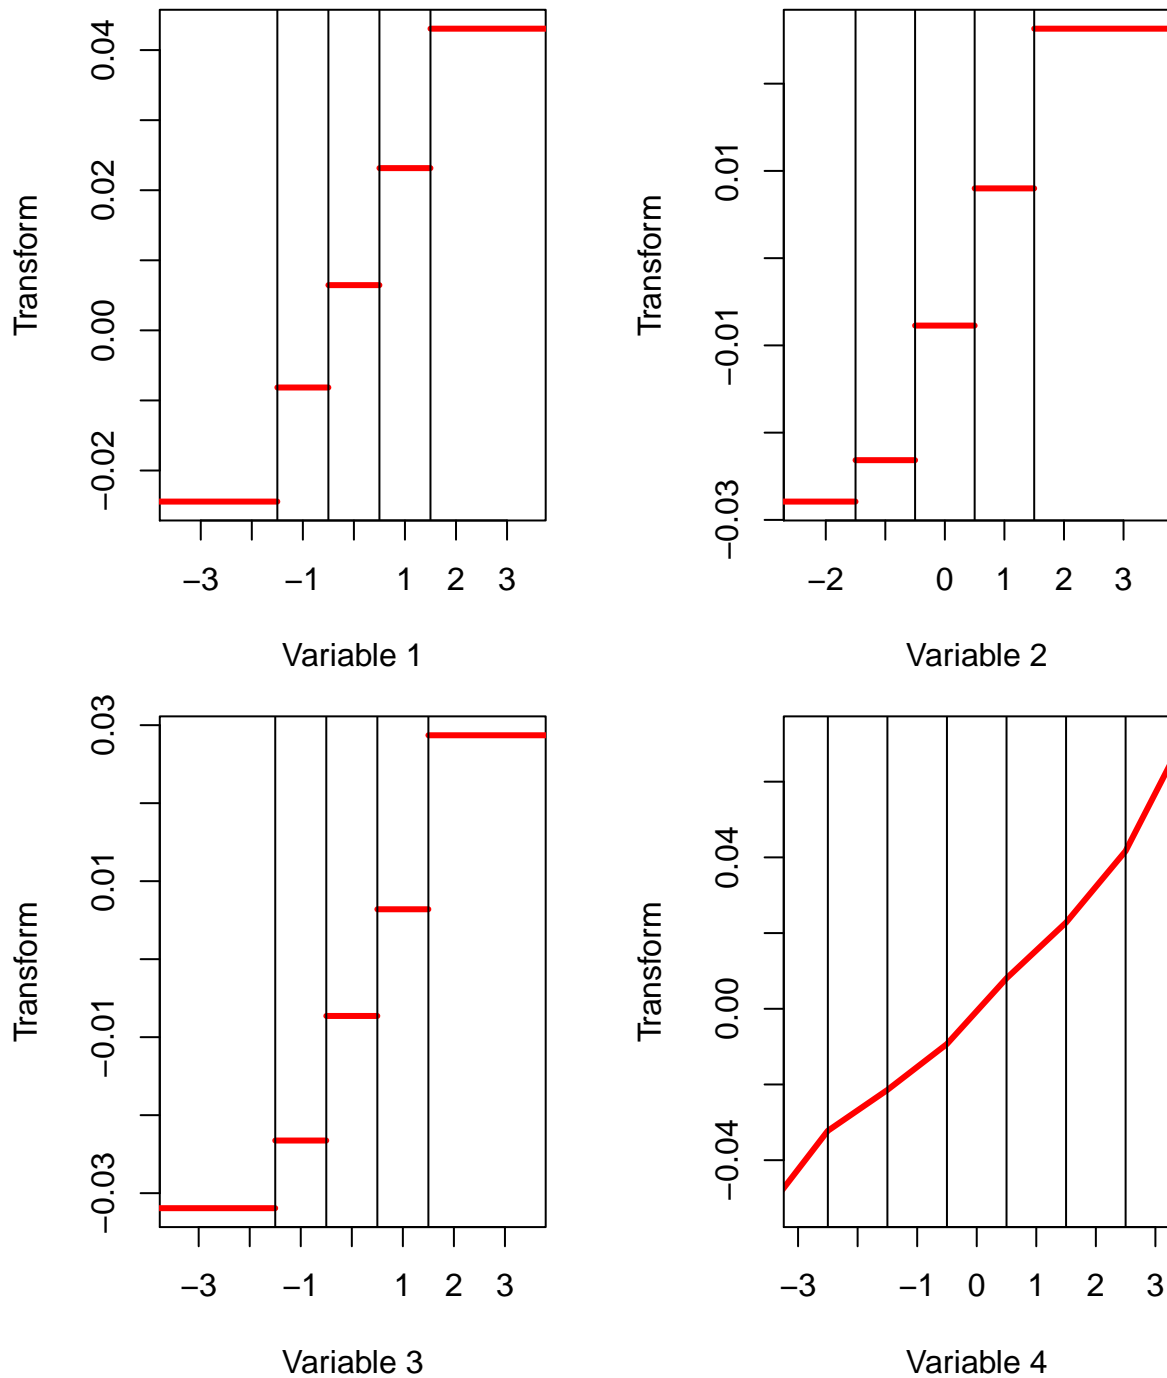 Transform
0.04
0.02
0.00
−0.02
−3 −1 1 2 3
Variable 1
Transform
0.01
−0.01
−0.03
−2 0 1 2 3
Variable 2
Transform
0.03
0.01
−0.01
−0.03
−3 −1 1 2 3
Variable 3
Transform
0.04
0.00
−0.04
−3 −1 0 1 2 3
Variable 4